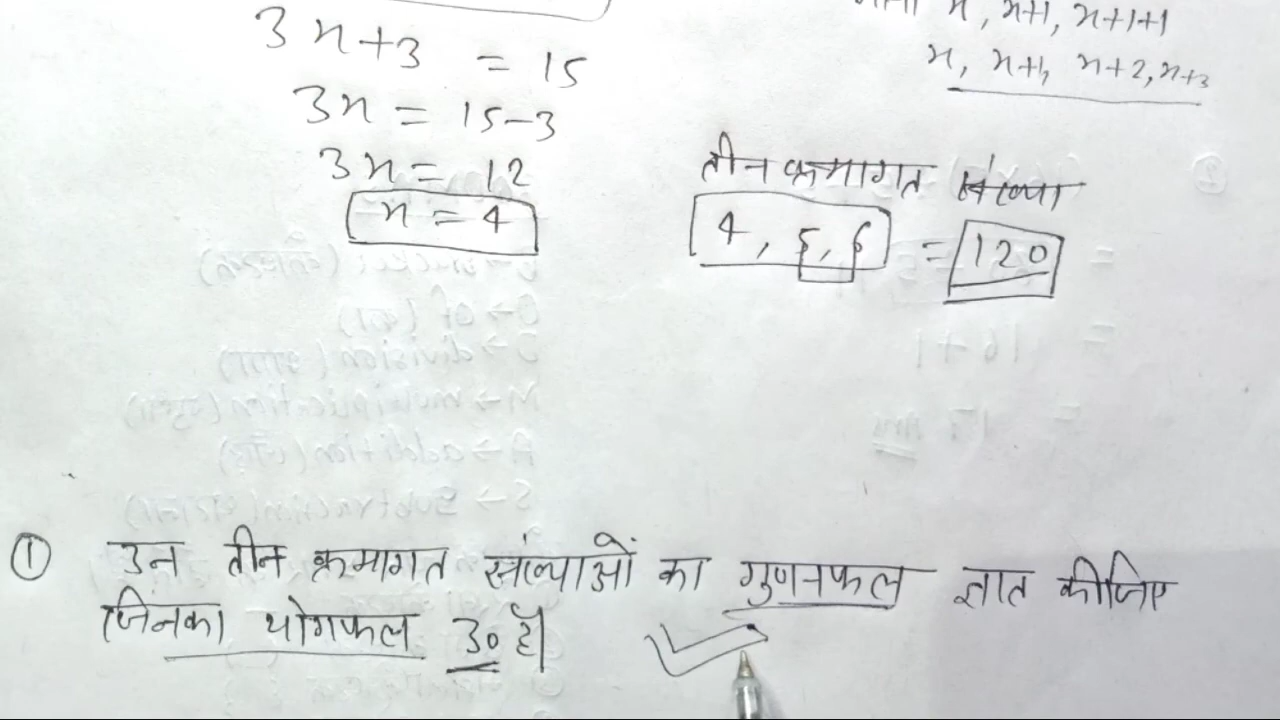 x, x+1, x+1+1
x, x+1, x+2, x+3
3x+3 = 15
3x = 15-3
3x = 12
x = 4
तीन क्रमागत संख्या
4, 5, 6 = 120
① उन तीन क्रमागत संख्याओं का गुणनफल ज्ञात कीजिए
जिनका योगफल 30 है।